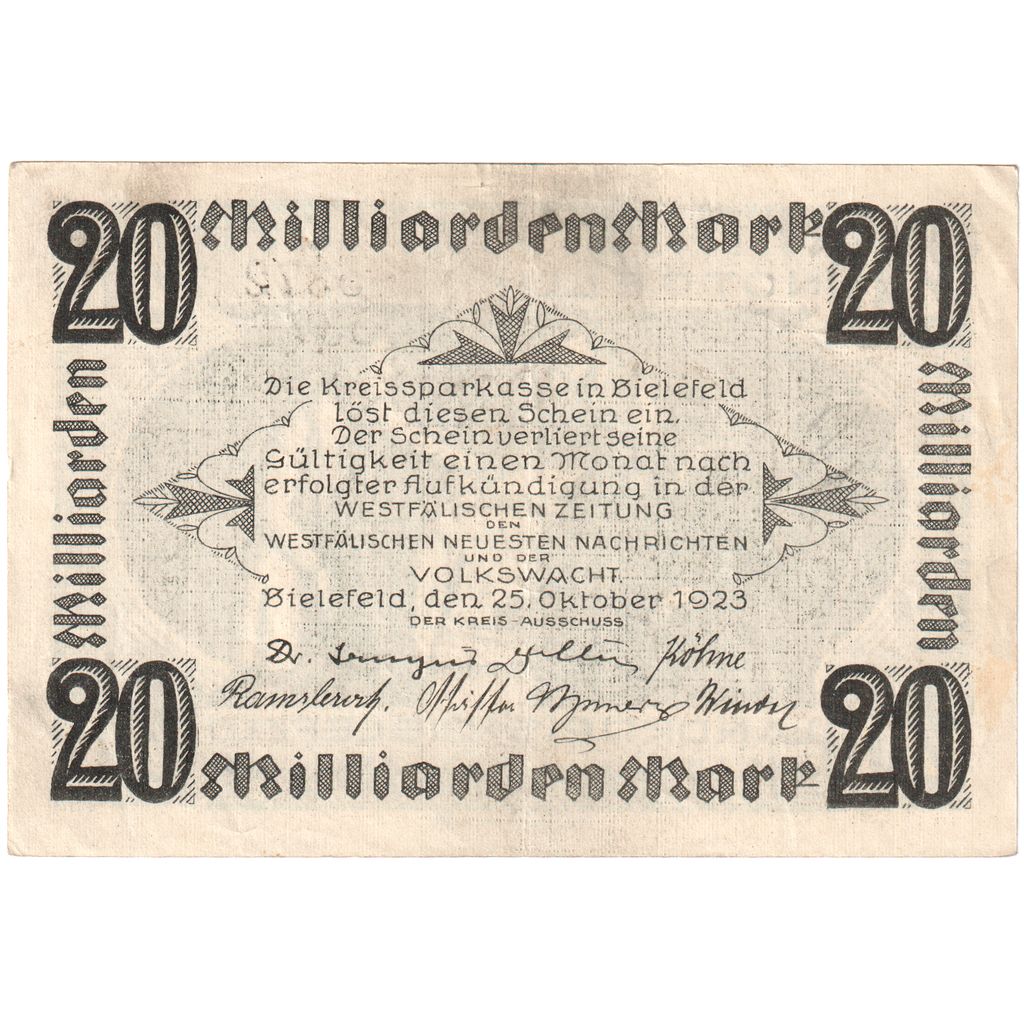 20 Milliarden Mark 20
Milliarden
Milliarden
Die Kreissparkasse in Bielefeld
löst diesen Schein ein.
Der Schein verliert seine
Gültigkeit einen Monat nach
erfolgter Aufkündigung in der
WESTFÄLISCHEN ZEITUNG
DEN
WESTFÄLISCHEN NEUESTEN NACHRICHTEN
UND DER
VOLKSWACHT.
Bielefeld, den 25. Oktober 1923
DER KREIS-AUSSCHUSS
Dr. Köhne
20 Milliarden Mark 20